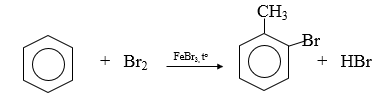 CH3
+ Br2 FeBr3, t° Br + HBr